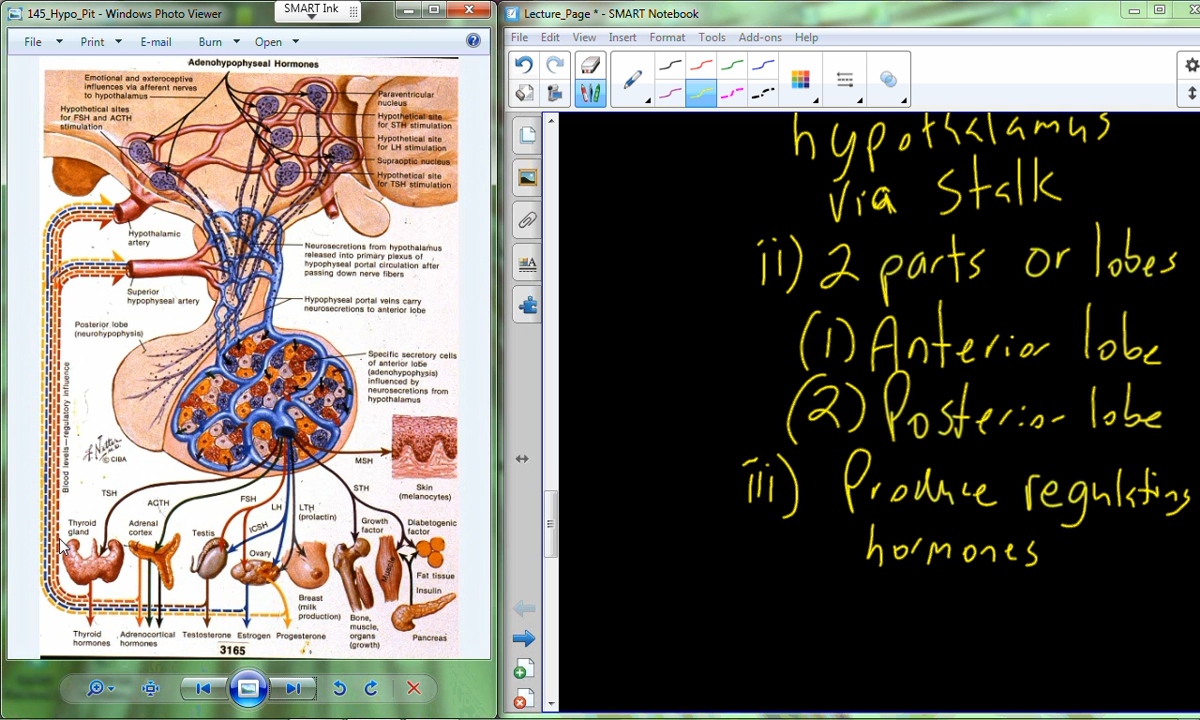 145_Hypo_Pit - Windows Photo Viewer
SMART Ink
File Print E-mail Burn Open
Adenohypophyseal Hormones
Emotional and exteroceptive
influences via afferent nerves
to hypothalamus
Hypothetical sites
for FSH and ACTH
stimulation
Paraventricular
nucleus
Hypothetical site
for STH stimulation
Hypothetical site
for LH stimulation
Supraoptic nucleus
Hypothetical site
for TSH stimulation
Hypothalamic
artery
Neurosecretions from hypothalamus
released into primary plexus of
hypophyseal portal circulation after
passing down nerve fibers
Superior
hypophyseal artery
Hypophyseal portal veins carry
neurosecretions to anterior lobe
Posterior lobe
(neurohypophysis)
Specific secretory cells
of anterior lobe
(adenohypophysis)
influenced by
neurosecretions from
hypothalamus
Blood levels—regulatory influence
F. Netter
M.D.
© CIBA
MSH
Skin
(melanocytes)
TSH
ACTH
FSH
LH
ICSH
LTH
(prolactin)
STH
Thyroid
gland
Adrenal
cortex
Testis
Ovary
Breast
(milk
production)
Growth
factor
Muscle
Diabetogenic
factor
Fat tissue
Insulin
Bone,
muscle,
organs
(growth)
Pancreas
Thyroid
hormones
Adrenocortical
hormones
Testosterone
Estrogen
Progesterone
3165
Lecture_Page * - SMART Notebook
File Edit View Insert Format Tools Add-ons Help
hypothalamus
via stalk
ii) 2 parts or lobes
(1) Anterior lobe
(2) Posterior lobe
iii) Produce regulating
hormones